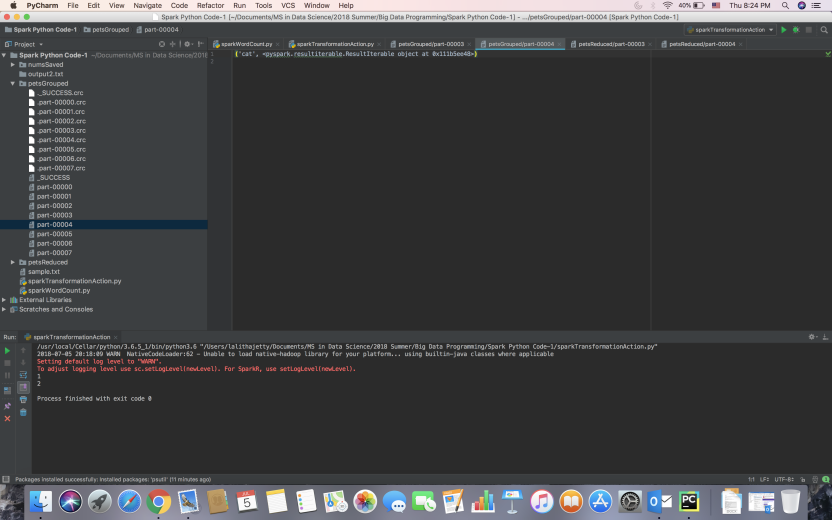 PyCharm File Edit View Navigate Code Refactor Run Tools VCS Window Help 40% Thu 8:24 PM
Spark Python Code-1 [~/Documents/MS in Data Science/2018 Summer/Big Data Programming/Spark Python Code-1] - .../petsGrouped/part-00004 [Spark Python Code-1]
Spark Python Code-1 petsGrouped part-00004 sparkTransformationAction
Project sparkWordCount.py sparkTransformationAction.py petsGrouped/part-00003 petsGrouped/part-00004 petsReduced/part-00003 petsReduced/part-00004
Spark Python Code-1 ~/Documents/MS in Data Science/2018
1 ('cat', <pyspark.resultiterable.ResultIterable object at 0x111b5ee48>)
2
numsSaved
output2.txt
petsGrouped
._SUCCESS.crc
.part-00000.crc
.part-00001.crc
.part-00002.crc
.part-00003.crc
.part-00004.crc
.part-00005.crc
.part-00006.crc
.part-00007.crc
_SUCCESS
part-00000
part-00001
part-00002
part-00003
part-00004
part-00005
part-00006
part-00007
petsReduced
sample.txt
sparkTransformationAction.py
sparkWordCount.py
External Libraries
Scratches and Consoles
Run: sparkTransformationAction
/usr/local/Cellar/python/3.6.5_1/bin/python3.6 "/Users/lalithajetty/Documents/MS in Data Science/2018 Summer/Big Data Programming/Spark Python Code-1/sparkTransformationAction.py"
2018-07-05 20:18:09 WARN NativeCodeLoader:62 - Unable to load native-hadoop library for your platform... using builtin-java classes where applicable
Setting default log level to "WARN".
To adjust logging level use sc.setLogLevel(newLevel). For SparkR, use setLogLevel(newLevel).
1
2
Process finished with exit code 0
Packages installed successfully: Installed packages: 'psutil' (11 minutes ago) 1:1 LF÷ UTF-8÷
JUL
5
PC